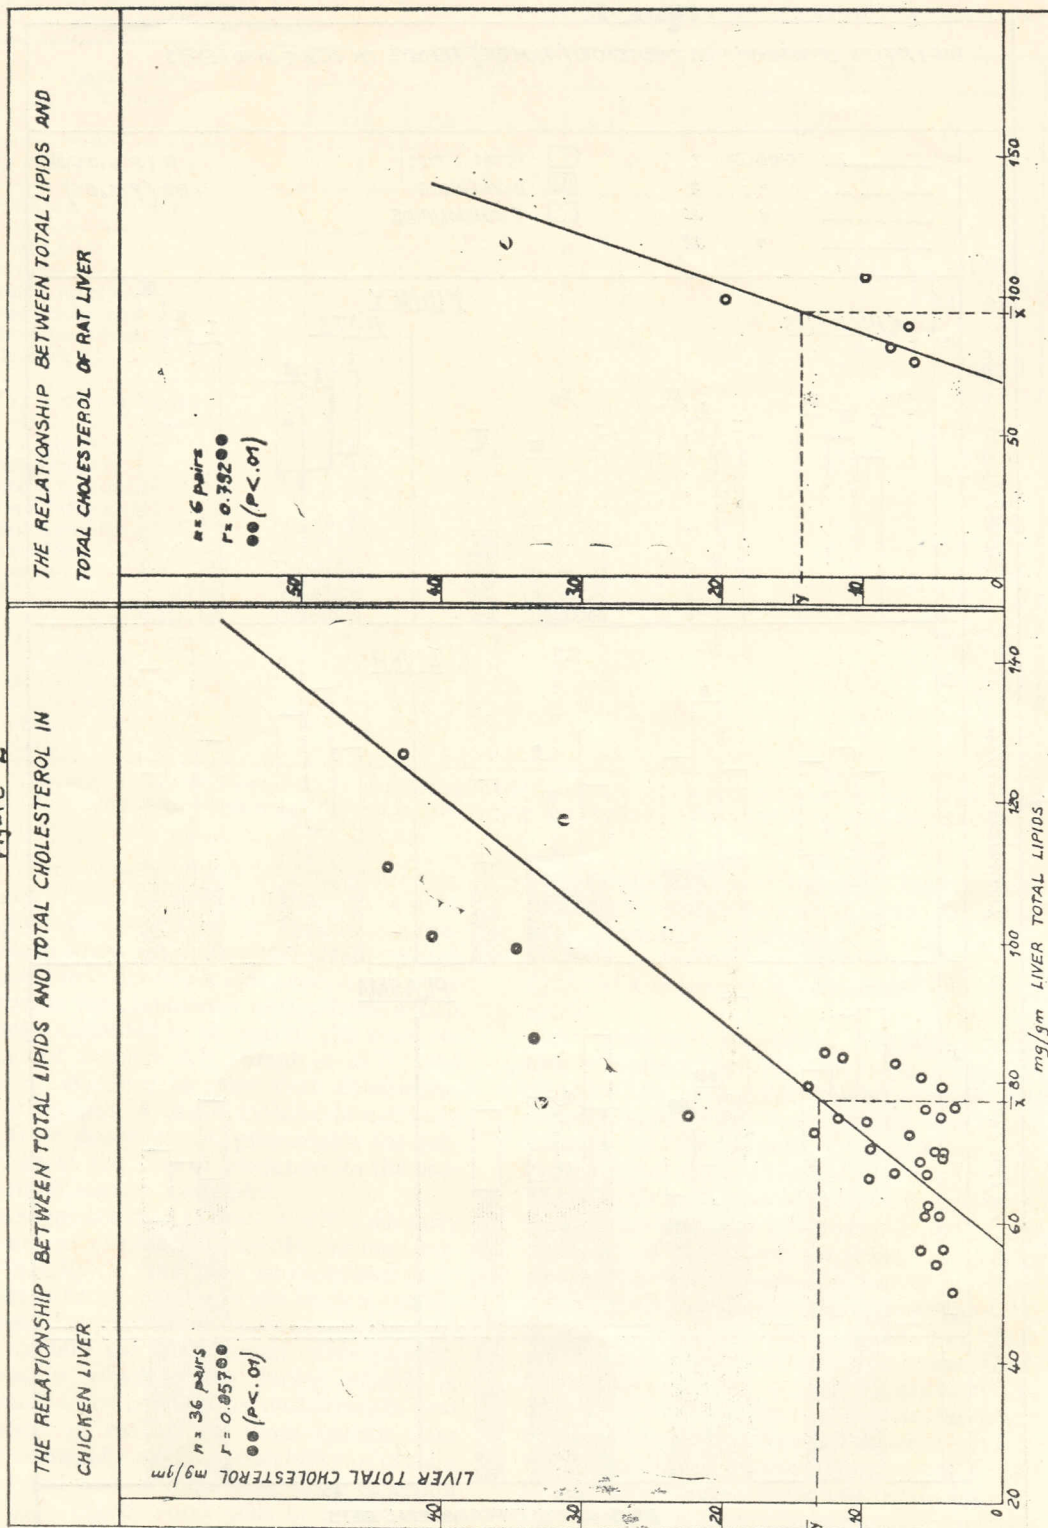 THE RELATIONSHIP BETWEEN TOTAL LIPIDS AND TOTAL CHOLESTEROL IN
CHICKEN LIVER
n = 36 pairs
r = 0.857●●
●● (P<.01)
LIVER TOTAL CHOLESTEROL mg/gm
40
30
20
ȳ
10
0
20
40
60
x̄
80
100
120
140
mg/gm LIVER TOTAL LIPIDS
THE RELATIONSHIP BETWEEN TOTAL LIPIDS AND
TOTAL CHOLESTEROL OF RAT LIVER
n = 6 pairs
r = 0.792●●
●● (P<.01)
50
40
30
20
ȳ
10
0
50
x̄
100
150